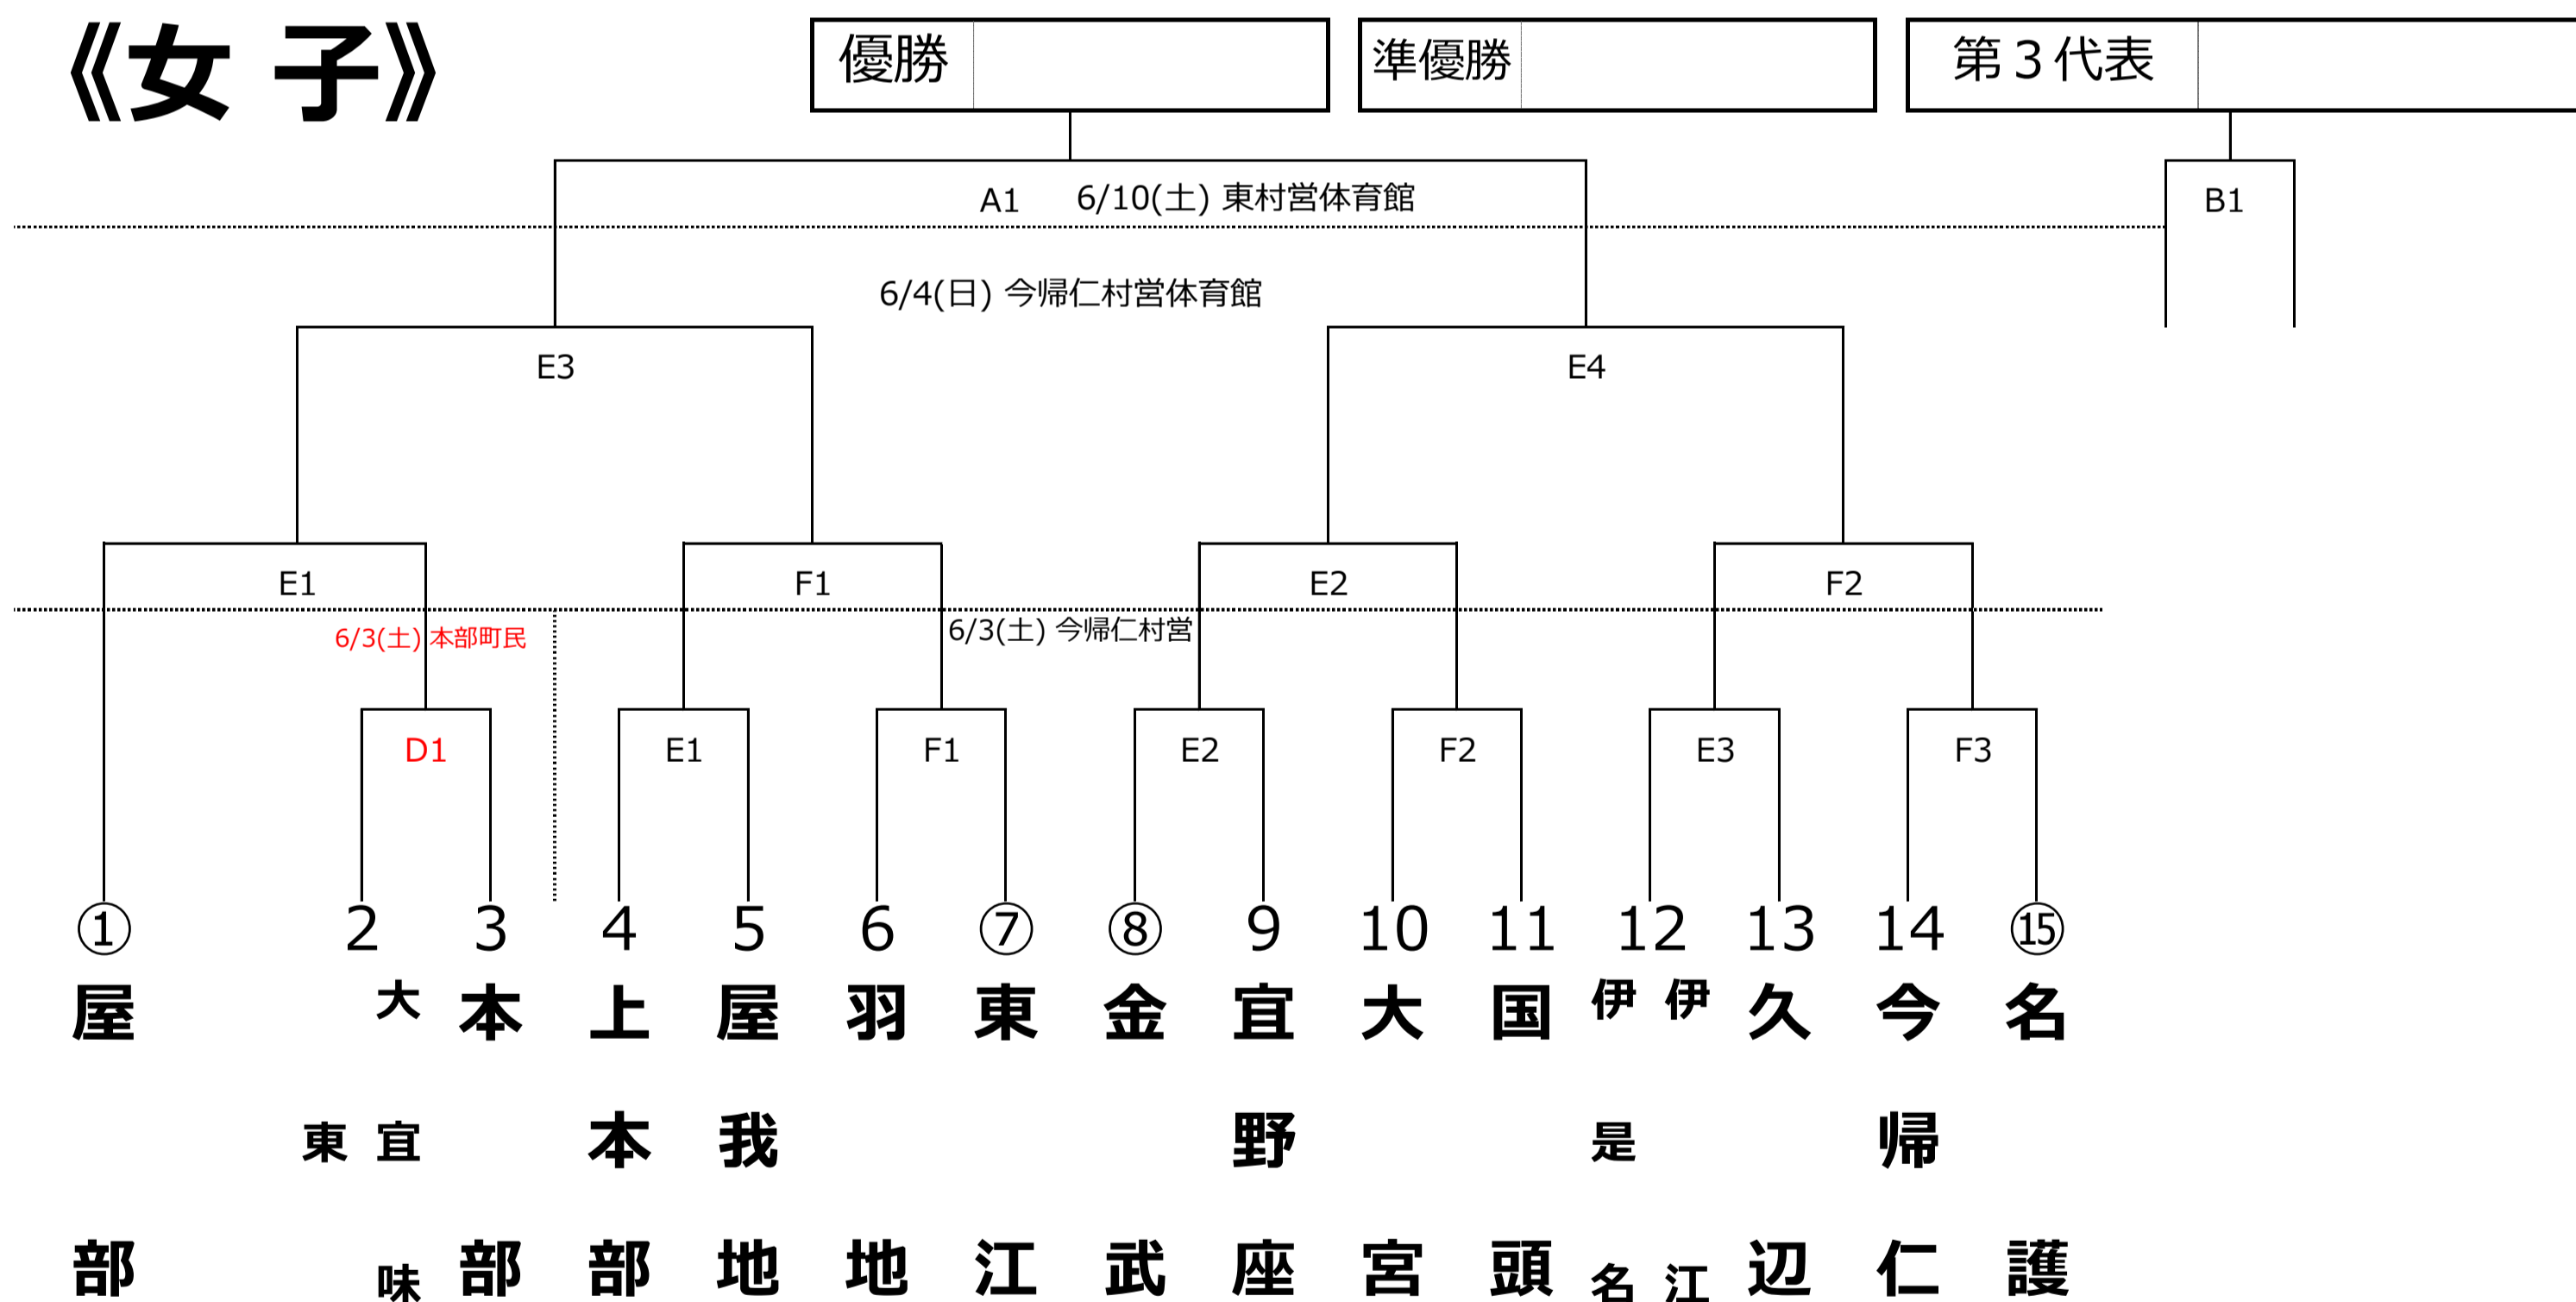 《女 子》
優勝
準優勝
第３代表
A1 6/10(土) 東村営体育館
B1
6/4(日) 今帰仁村営体育館
E3 E4
E1 F1 E2 F2
6/3(土) 本部町民
6/3(土) 今帰仁村営
D1 E1 F1 E2 F2 E3 F3
① 2 3 4 5 6 ⑦ ⑧ 9 10 11 12 13 14 ⑮
屋部
大宜味
東
本部
上本部
屋我地
羽地
東江
金武
宜野座
大宮
国頭
伊江
伊是名
久辺
今帰仁
名護